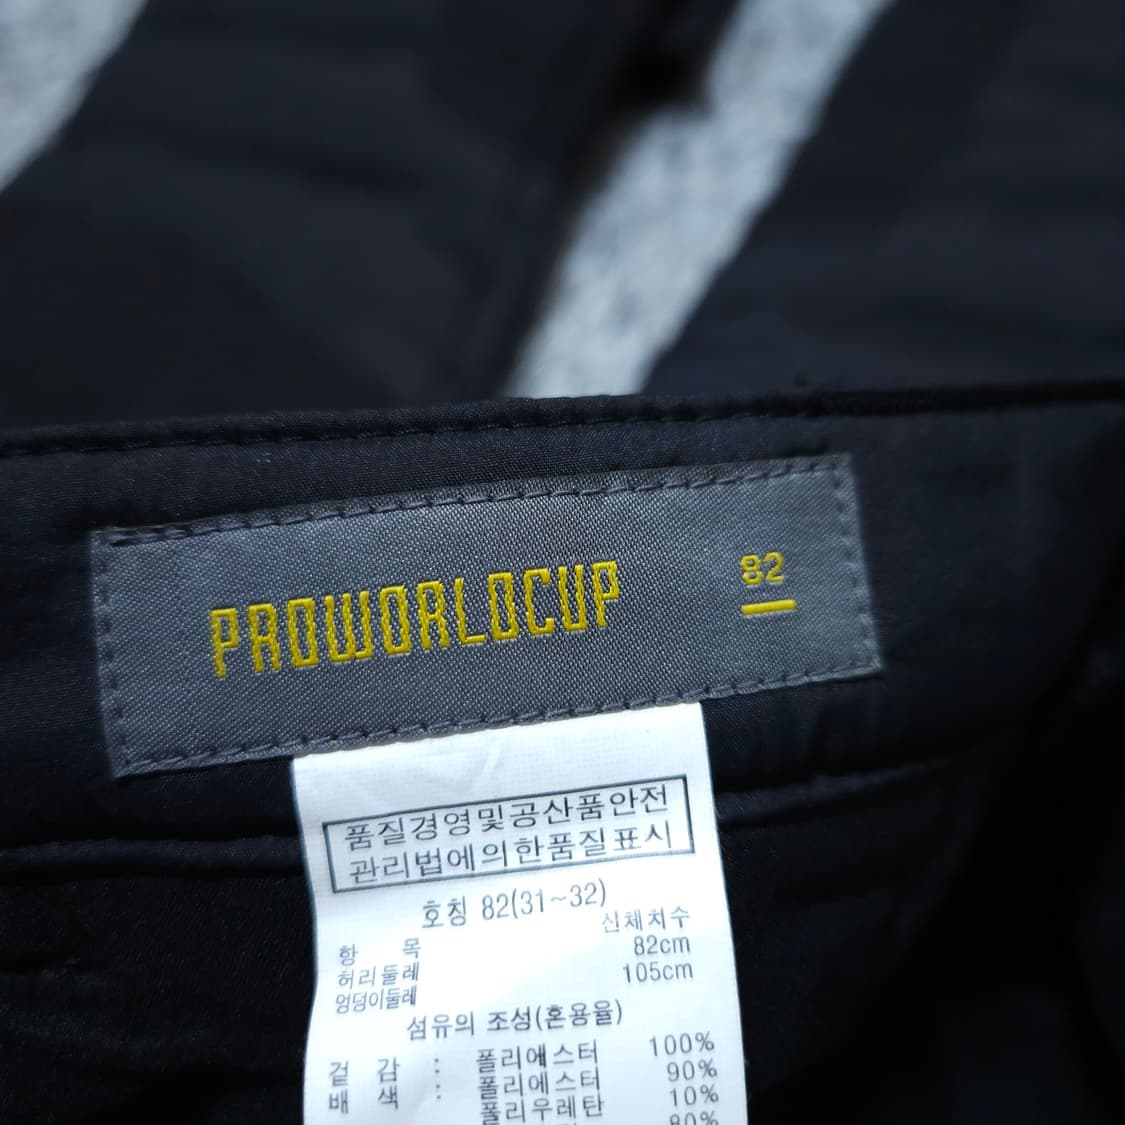 PROWORLDCUP 82
품질경영및공산품안전
관리법에의한품질표시
호칭 82(31~32)
항 목 신체치수
허리둘레 82cm
엉덩이둘레 105cm
섬유의 조성(혼용율)
겉 감 : 폴리에스터 100%
배 색 : 폴리에스터 90%
폴리우레탄 10%
80%